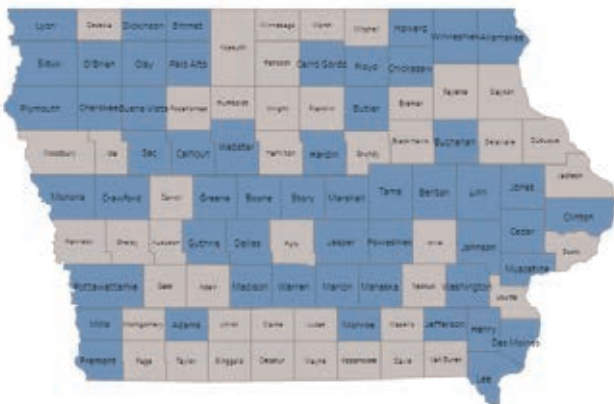 Lyon Osceola Dickinson Emmet Winnebago Worth Mitchell Howard Winneshiek Allamakee
Kossuth
Sioux O'Brien Clay Palo Alto Hancock Cerro Gordo Floyd Chickasaw
Plymouth Cherokee Buena Vista Pocahontas Humboldt Wright Franklin Butler Bremer Fayette Clayton
Woodbury Ida Sac Calhoun Webster Hamilton Hardin Grundy Black Hawk Buchanan Delaware Dubuque
Jackson
Monona Crawford Carroll Greene Boone Story Marshall Tama Benton Linn Jones
Clinton
Harrison Shelby Audubon Guthrie Dallas Polk Jasper Poweshiek Iowa Johnson Cedar
Scott
Muscatine
Pottawattamie Cass Adair Madison Warren Marion Mahaska Keokuk Washington
Louisa
Mills Montgomery Adams Union Clarke Lucas Monroe Wapello Jefferson Henry
Des Moines
Fremont Page Taylor Ringgold Decatur Wayne Appanoose Davis Van Buren
Lee